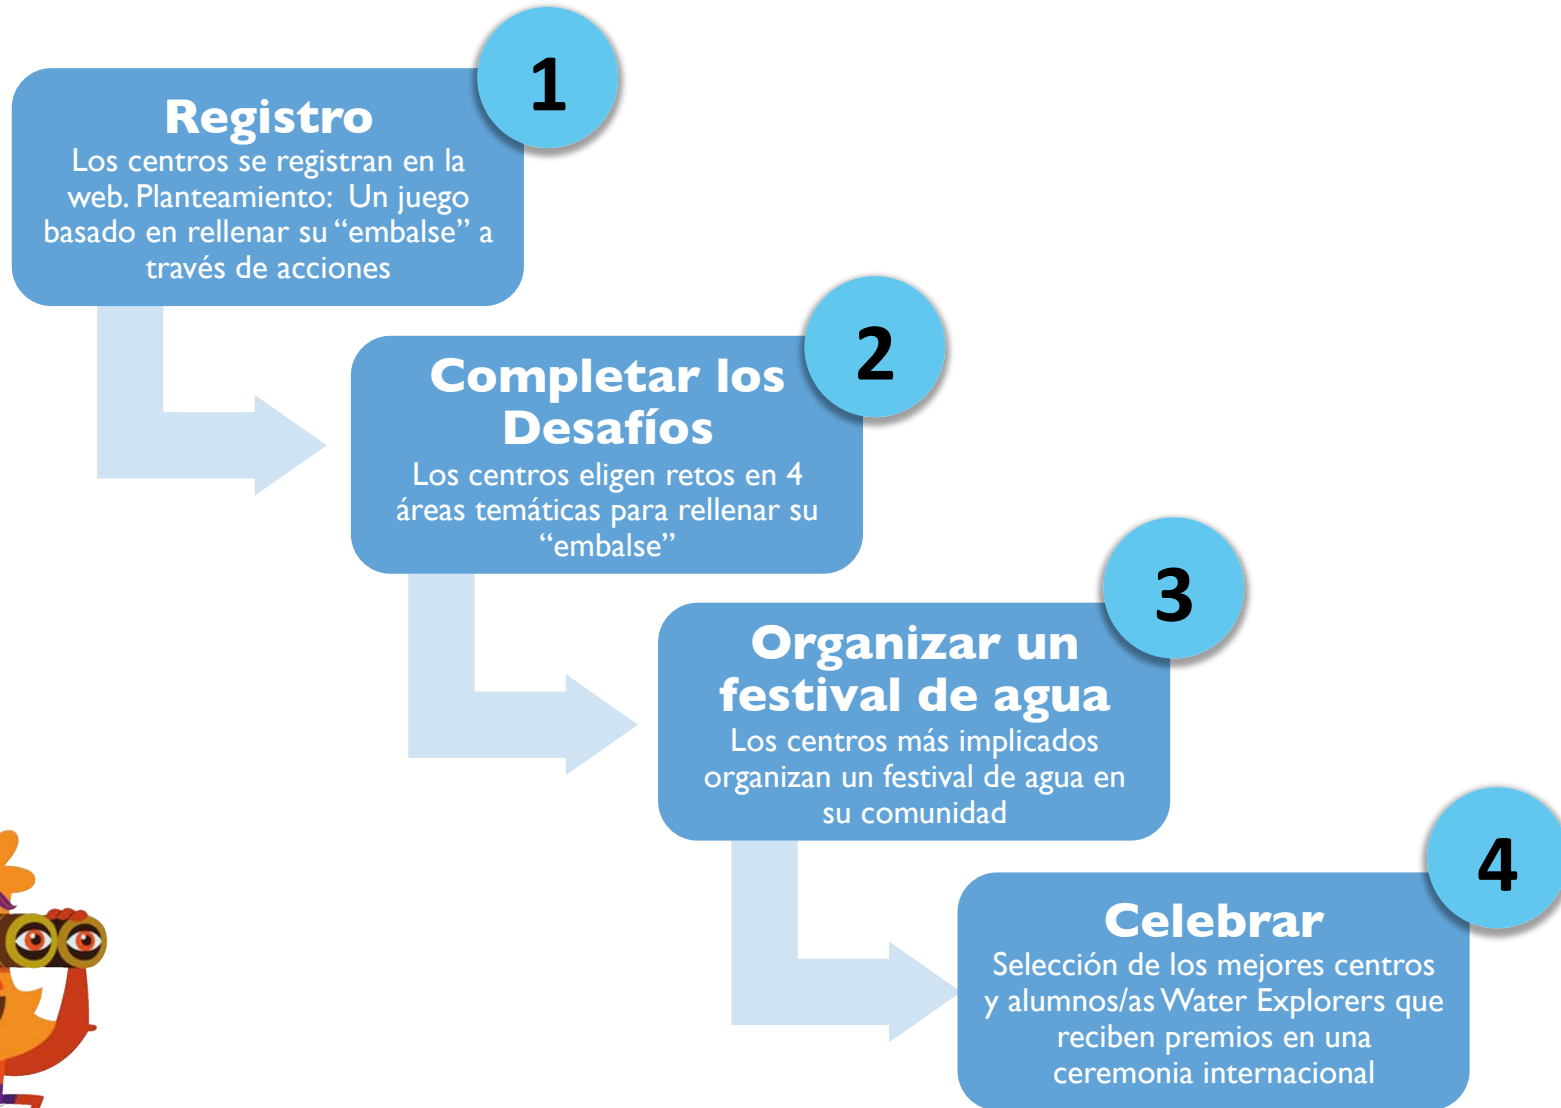 1
Registro
Los centros se registran en la
web. Planteamiento: Un juego
basado en rellenar su “embalse” a
través de acciones
2
Completar los
Desafíos
Los centros eligen retos en 4
áreas temáticas para rellenar su
“embalse”
3
Organizar un
festival de agua
Los centros más implicados
organizan un festival de agua en
su comunidad
4
Celebrar
Selección de los mejores centros
y alumnos/as Water Explorers que
reciben premios en una
ceremonia internacional